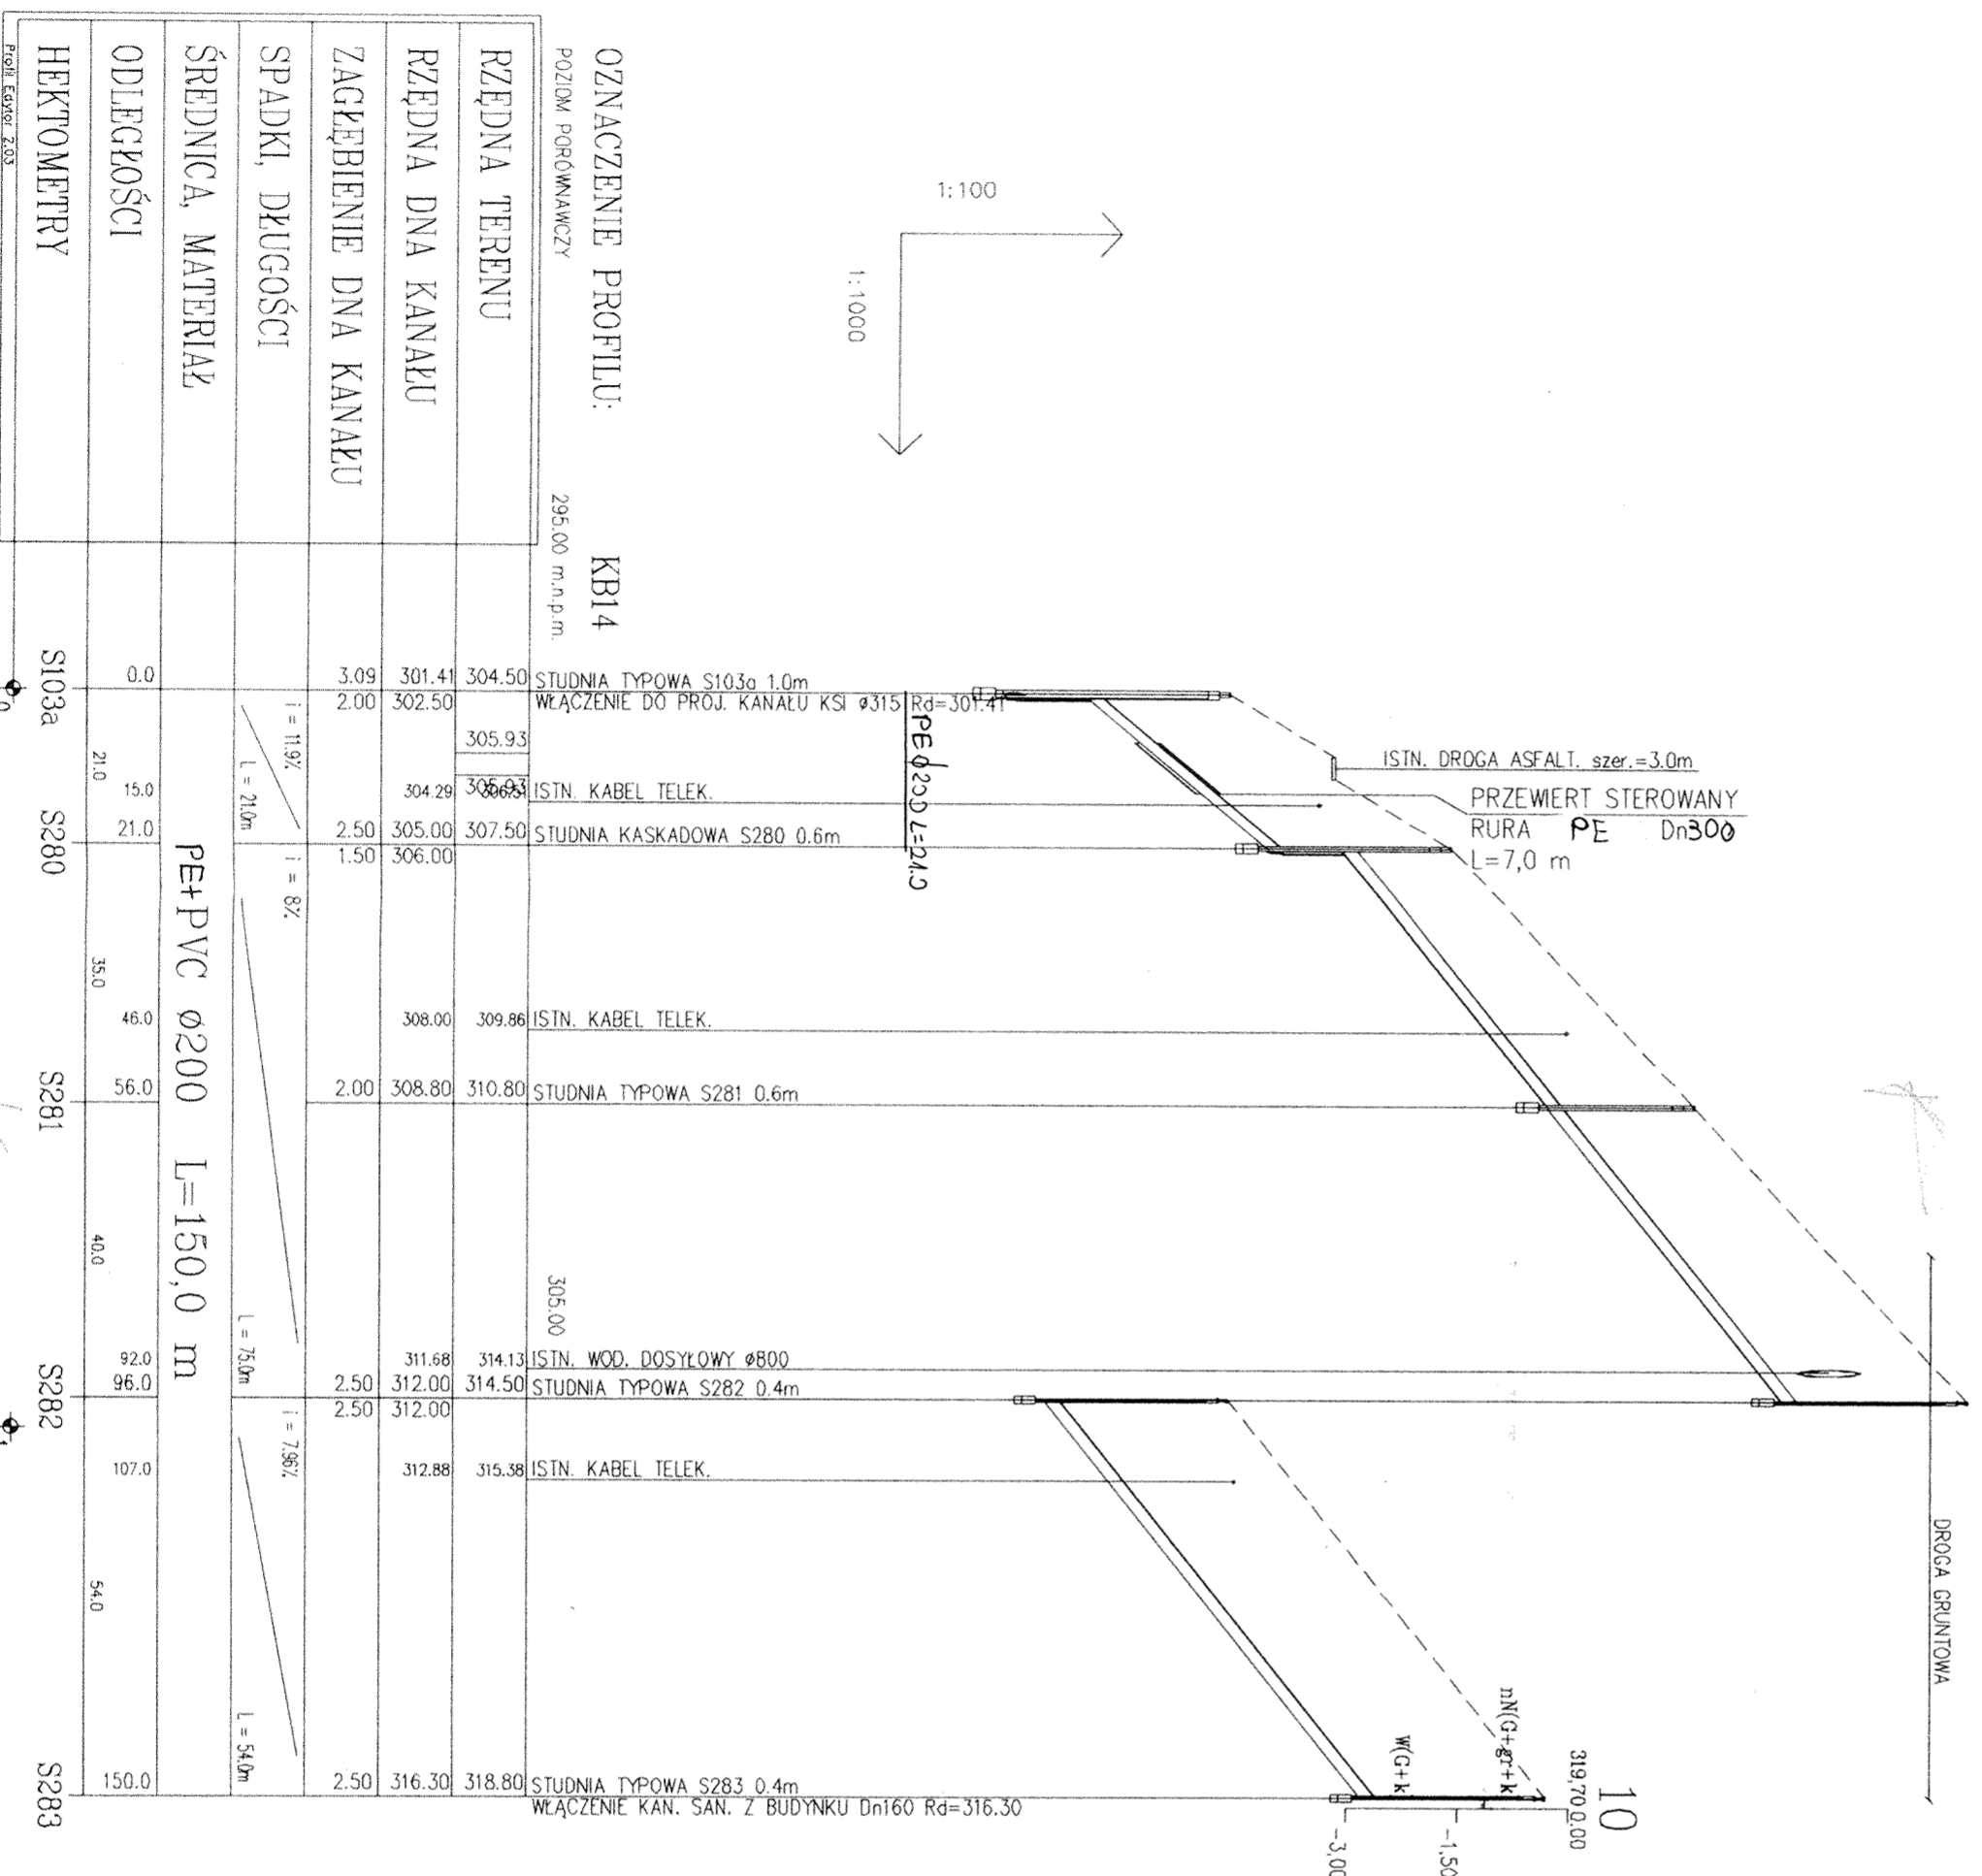 OZNACZENIE PROFILU: KB14
POZIOM PORÓWNAWCZY 295.00 m.n.p.m.
305.00
RZĘDNA TERENU
304.50
305.93
305.93
307.50
309.86
310.80
314.13
314.50
315.38
318.80
RZĘDNA DNA KANAŁU
301.41
302.50
304.29
305.00
306.00
308.00
308.80
311.68
312.00
312.00
312.88
316.30
ZAGŁĘBIENIE DNA KANAŁU
3.09
2.00
2.50
1.50
2.00
2.50
2.50
2.50
SPADKI, DŁUGOŚCI
i = 11.9%
L = 21.0m
i = 8%
L = 75.0m
i = 7.96%
L = 54.0m
ŚREDNICA, MATERIAŁ
PE+PVC ø200 L=150,0 m
ODLEGŁOŚCI
0.0
15.0
21.0
46.0
56.0
92.0
96.0
107.0
150.0
21.0
35.0
40.0
54.0
HEKTOMETRY
S103a
S280
S281
S282
S283
0
1
Profil Edytor 2.03
1:100
1:1000
STUDNIA TYPOWA S103a 1.0m
WŁĄCZENIE DO PROJ. KANAŁU KSI ø315 Rd=301.41
PE ø200 L=21.0
ISTN. KABEL TELEK.
STUDNIA KASKADOWA S280 0.6m
ISTN. KABEL TELEK.
STUDNIA TYPOWA S281 0.6m
ISTN. WOD. DOSYŁOWY ø800
STUDNIA TYPOWA S282 0.4m
ISTN. KABEL TELEK.
STUDNIA TYPOWA S283 0.4m
WŁĄCZENIE KAN. SAN. Z BUDYNKU Dn160 Rd=316.30
ISTN. DROGA ASFALT. szer.=3.0m
PRZEWIERT STEROWANY
RURA PE Dn300
L=7,0 m
DROGA GRUNTOWA
10
319,70 0.00
-1,50
-3,00
nN(G+gr+k
W(G+k